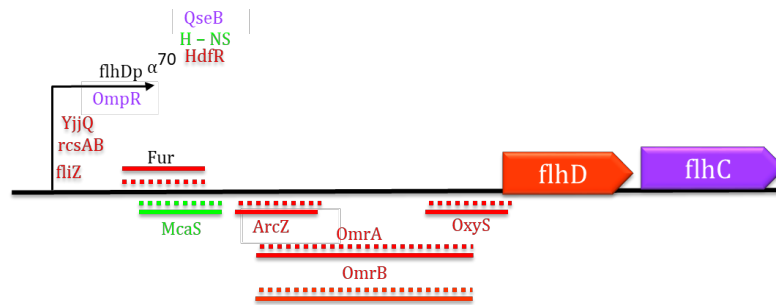 QseB
H – NS
HdfR
flhDp α70
OmpR
YjjQ
rcsAB
fliZ
Fur
flhD
flhC
McaS
ArcZ
OmrA
OxyS
OmrB